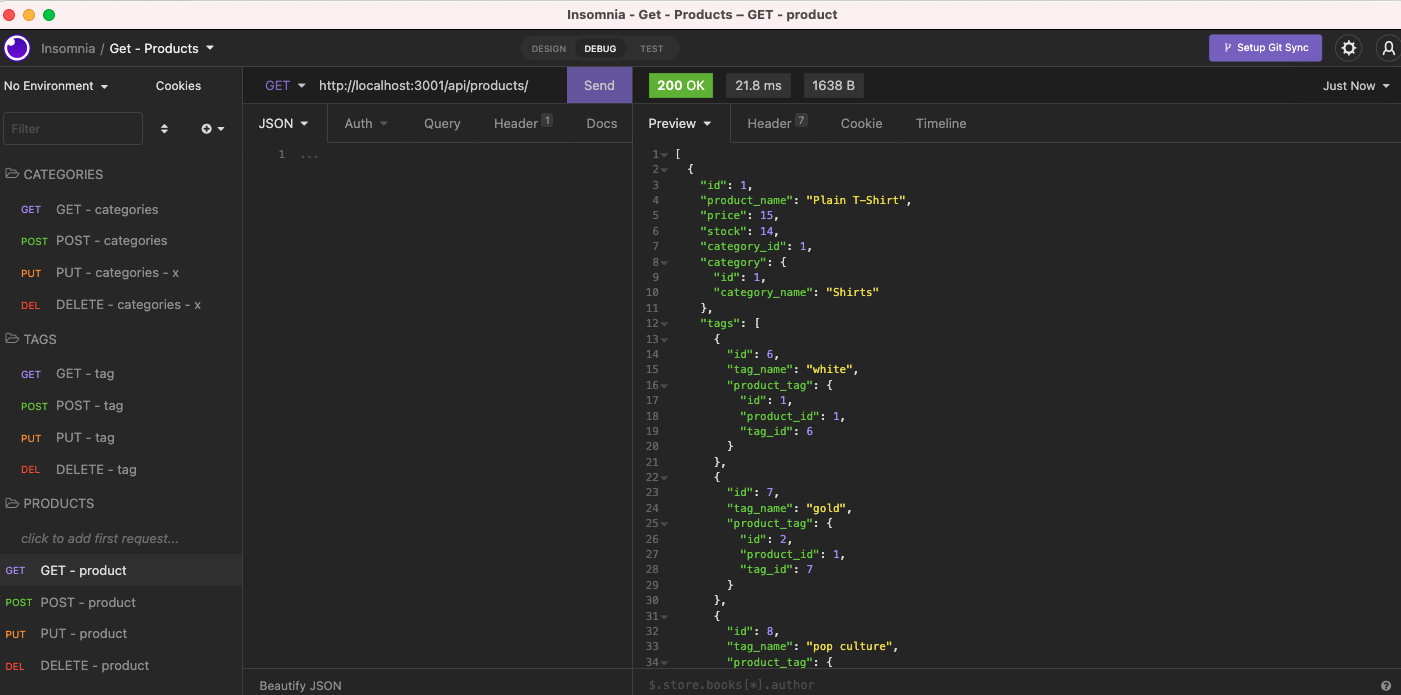 Insomnia - Get - Products – GET - product
Insomnia / Get - Products
DESIGN DEBUG TEST
Setup Git Sync
No Environment Cookies
GET http://localhost:3001/api/products/ Send
200 OK 21.8 ms 1638 B Just Now
Filter
JSON Auth Query Header 1 Docs
Preview Header 7 Cookie Timeline
CATEGORIES
GET GET - categories
POST POST - categories
PUT PUT - categories - x
DEL DELETE - categories - x
TAGS
GET GET - tag
POST POST - tag
PUT PUT - tag
DEL DELETE - tag
PRODUCTS
click to add first request...
GET GET - product
POST POST - product
PUT PUT - product
DEL DELETE - product
1 ...
Beautify JSON
1 [
2 {
3 "id": 1,
4 "product_name": "Plain T-Shirt",
5 "price": 15,
6 "stock": 14,
7 "category_id": 1,
8 "category": {
9 "id": 1,
10 "category_name": "Shirts"
11 },
12 "tags": [
13 {
14 "id": 6,
15 "tag_name": "white",
16 "product_tag": {
17 "id": 1,
18 "product_id": 1,
19 "tag_id": 6
20 }
21 },
22 {
23 "id": 7,
24 "tag_name": "gold",
25 "product_tag": {
26 "id": 2,
27 "product_id": 1,
28 "tag_id": 7
29 }
30 },
31 {
32 "id": 8,
33 "tag_name": "pop culture",
34 "product_tag": {
$.store.books[*].author